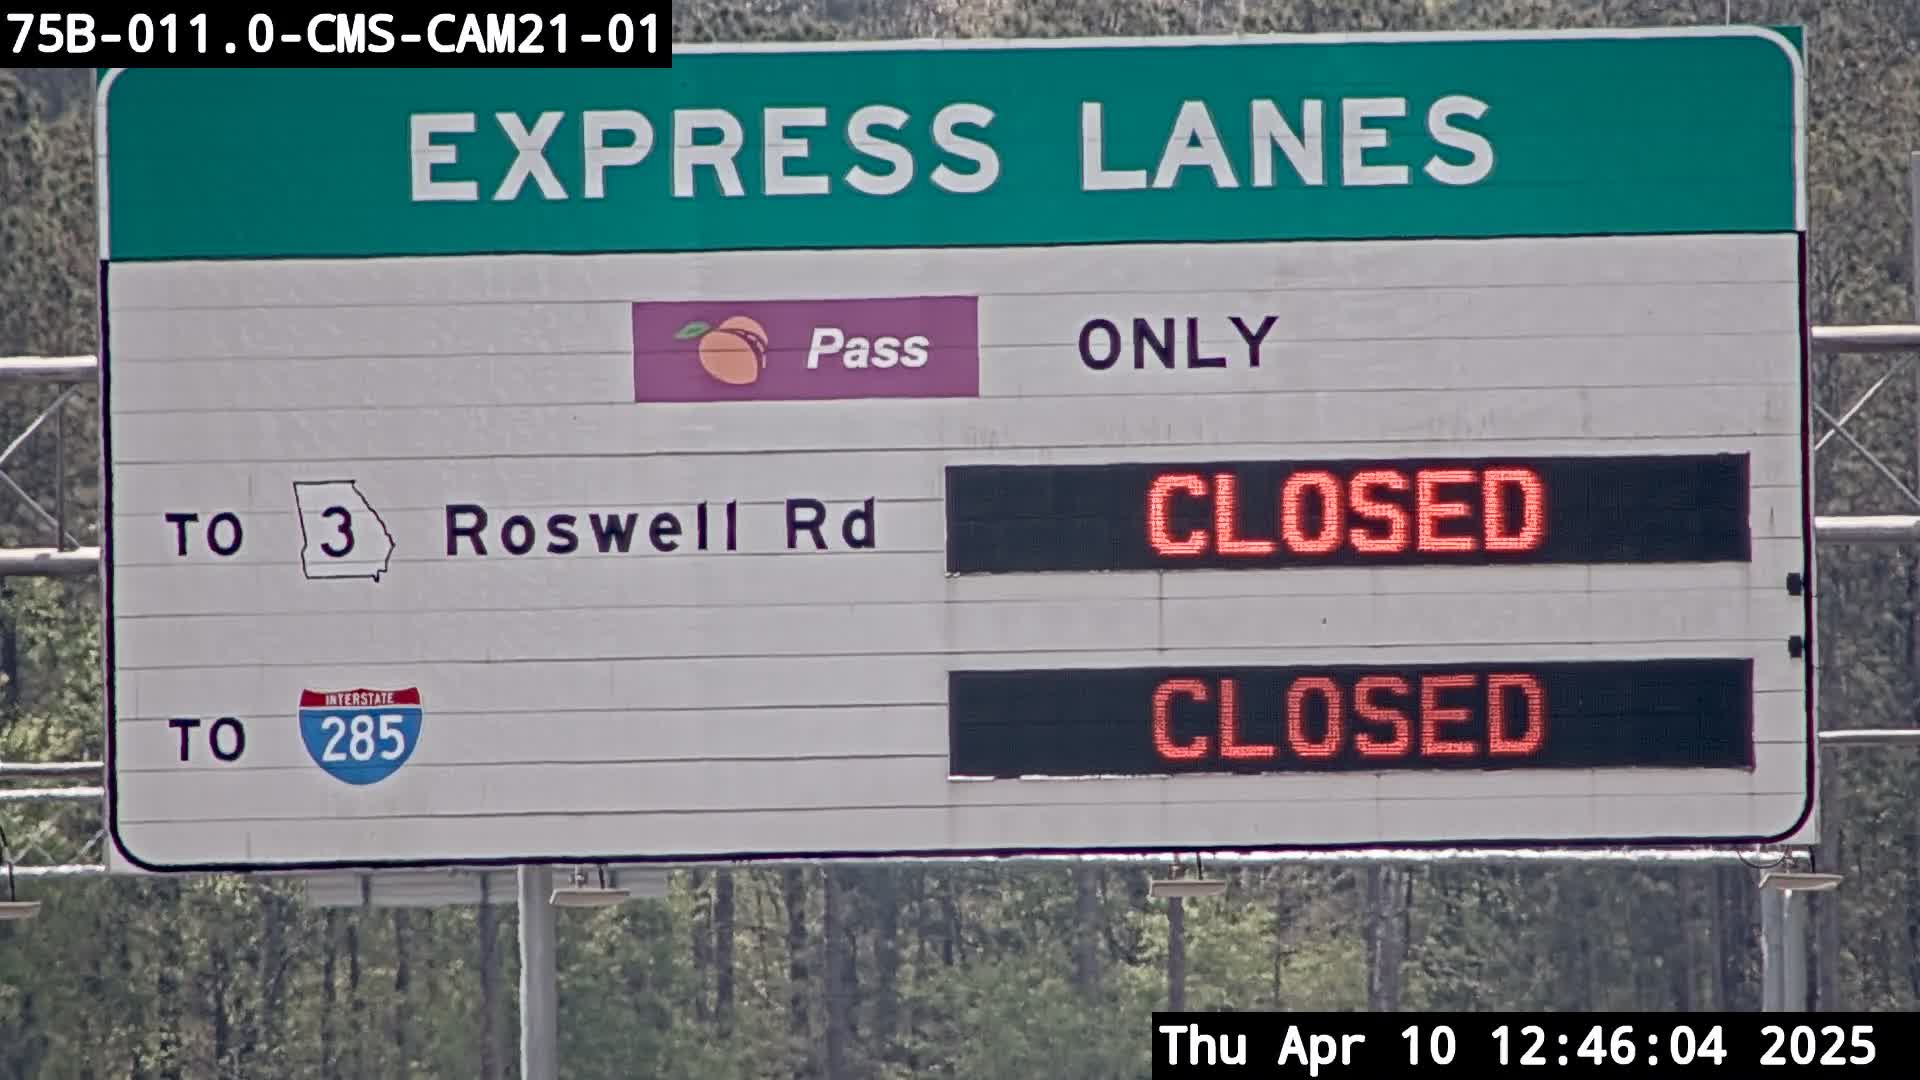 75B-011.0-CMS-CAM21-01
EXPRESS LANES
Pass ONLY
TO 3 Roswell Rd CLOSED
INTERSTATE
TO 285 CLOSED
Thu Apr 10 12:46:04 2025